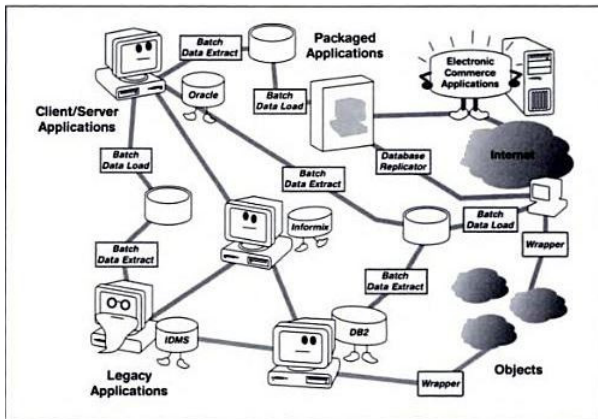 Packaged
Applications
Batch
Data Extract
Electronic
Commerce
Applications
Oracle
Batch
Data Load
Client/Server
Applications
Internet
Batch
Data Load
Database
Replicator
Batch
Data Extract
Informix
Batch
Data Load
Batch
Data Extract
Wrapper
Batch
Data Extract
DB2
IDMS
Legacy
Applications
Wrapper
Objects